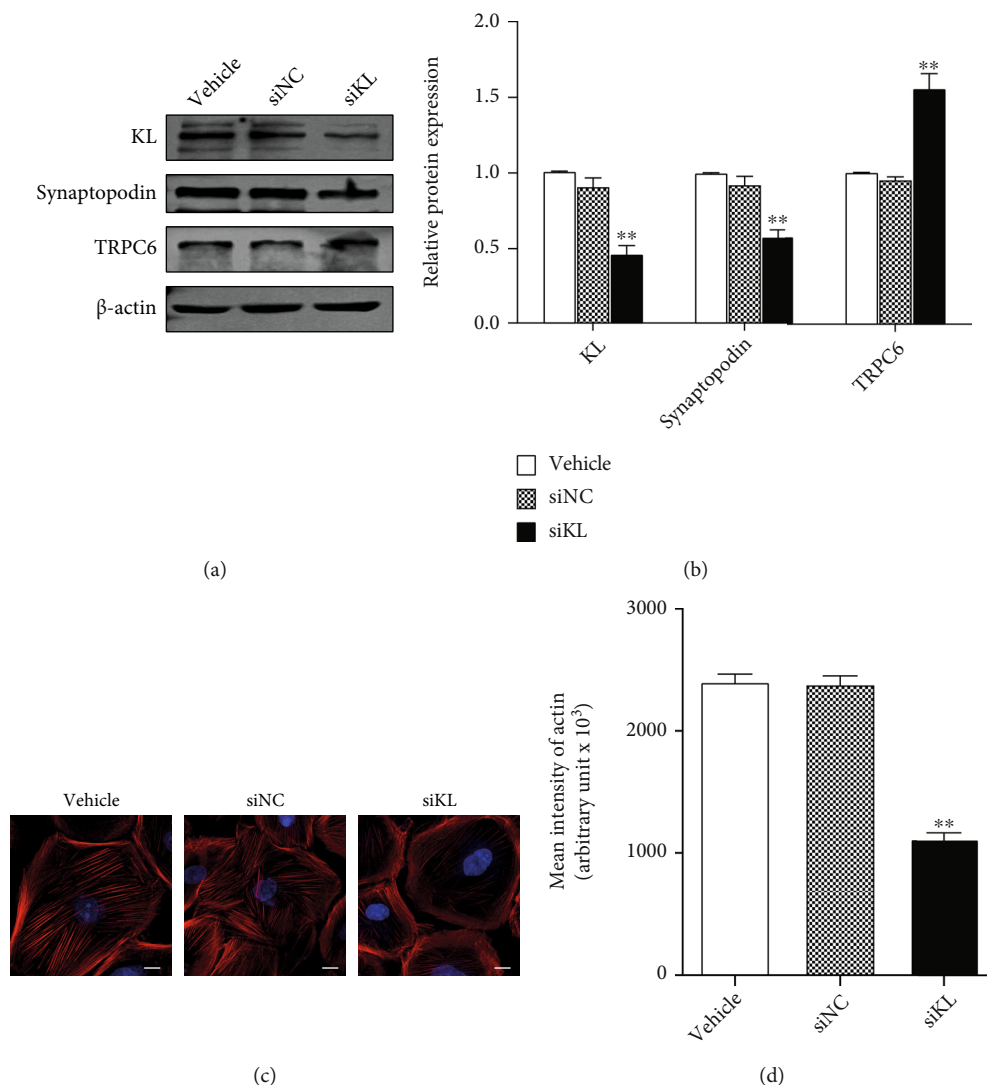 Vehicle
siNC
siKL
KL
Synaptopodin
TRPC6
β-actin
(a)
Relative protein expression
2.0
1.5
1.0
0.5
0.0
**
**
**
KL
Synaptopodin
TRPC6
Vehicle
siNC
siKL
(b)
Vehicle
siNC
siKL
(c)
Mean intensity of actin
(arbitrary unit x 10³)
3000
2000
1000
0
**
Vehicle
siNC
siKL
(d)